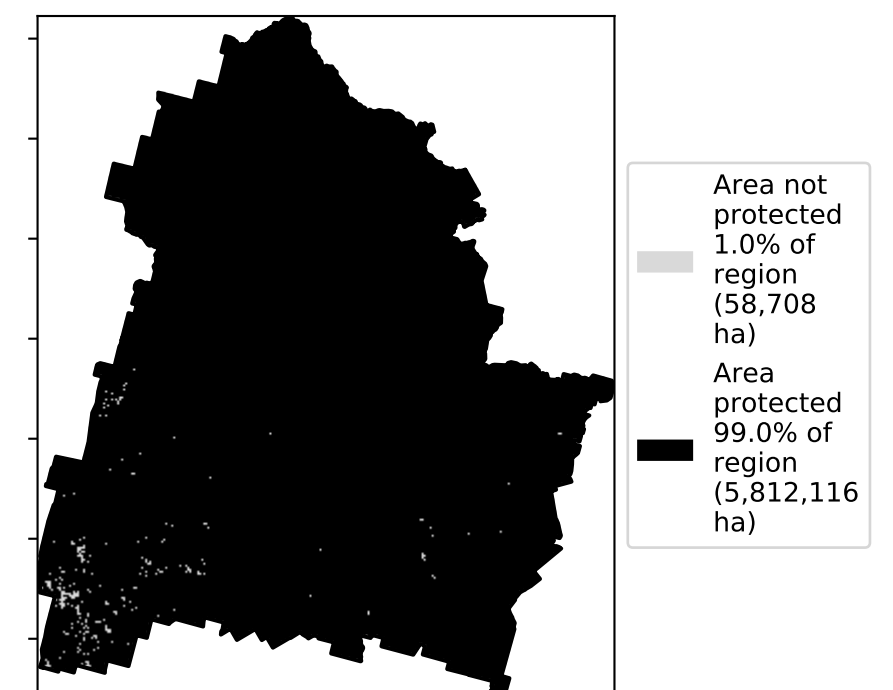 Area not
protected
1.0% of
region
(58,708
ha)
Area
protected
99.0% of
region
(5,812,116
ha)